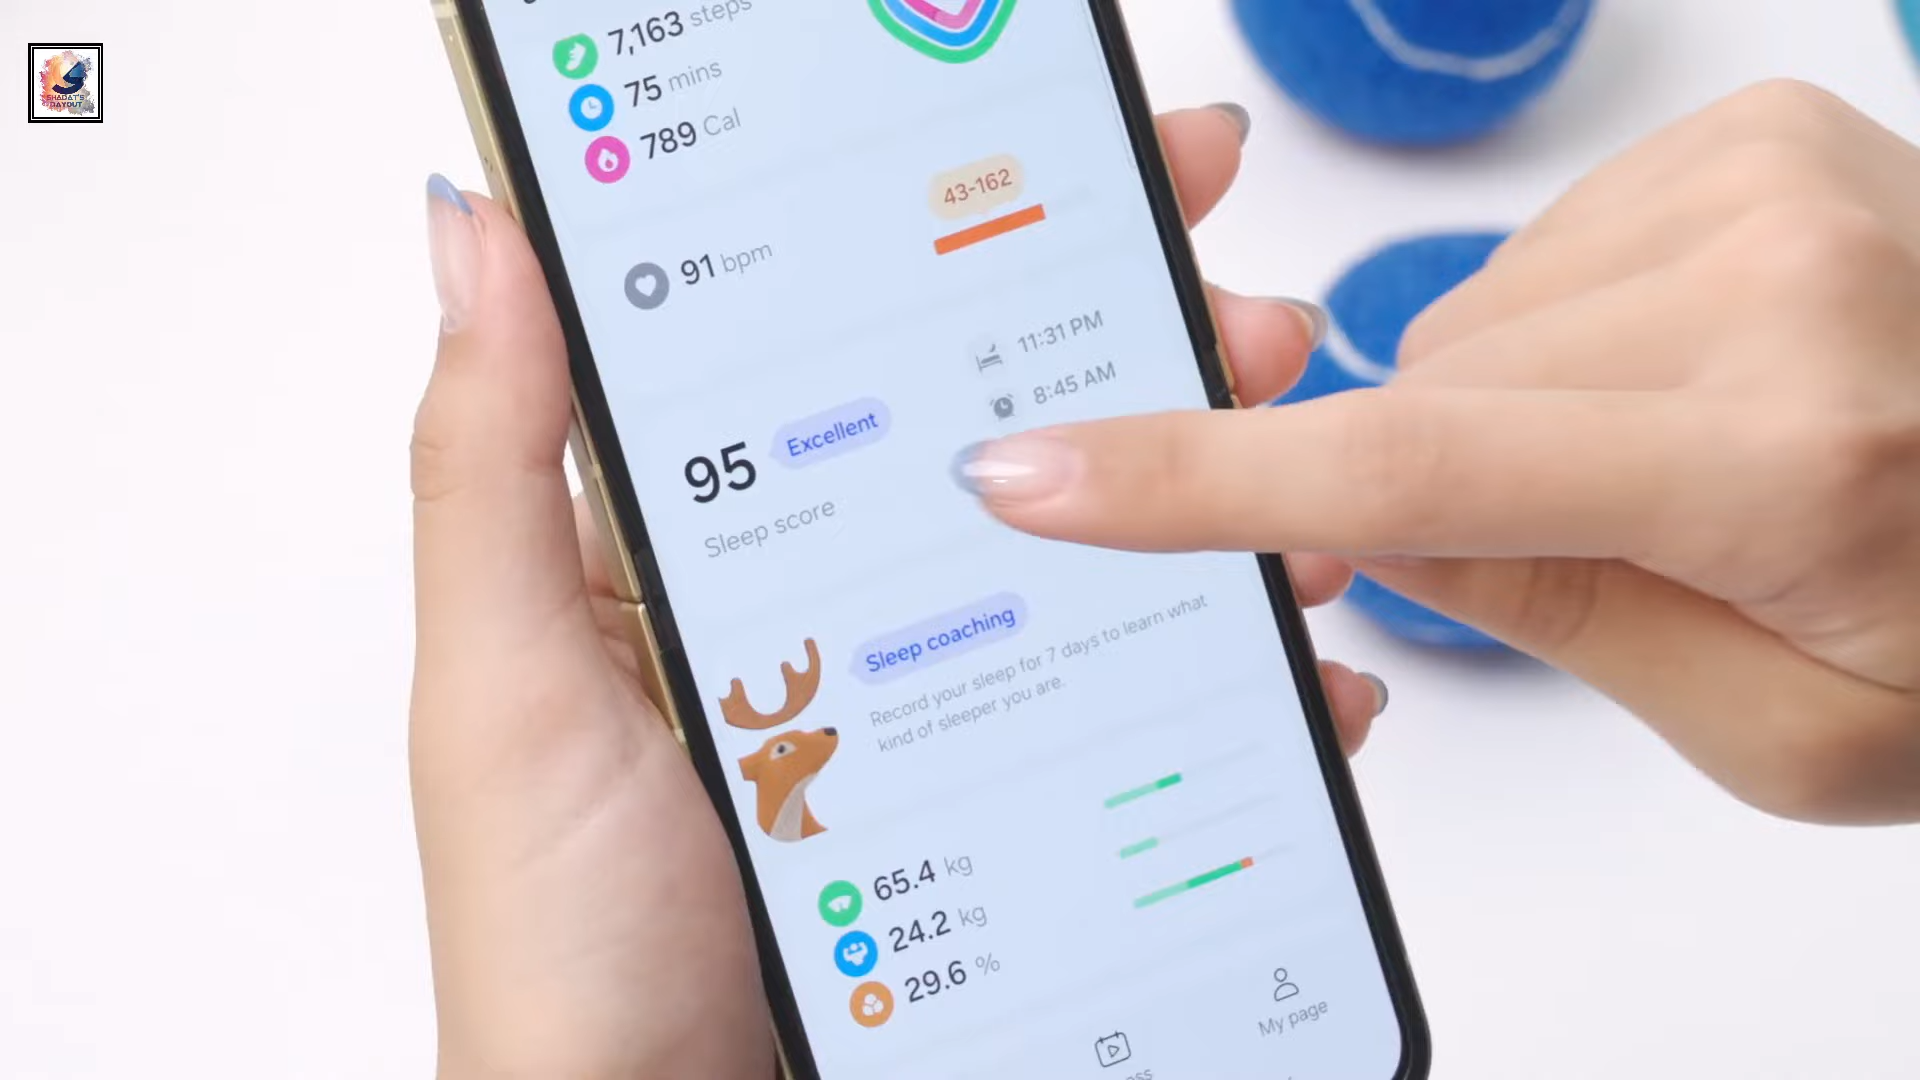 SHADAT'S
DAYOUT
7,163 steps
75 mins
789 Cal
43-162
91 bpm
11:31 PM
8:45 AM
95 Excellent
Sleep score
Sleep coaching
Record your sleep for 7 days to learn what
kind of sleeper you are.
65.4 kg
24.2 kg
29.6 %
My page